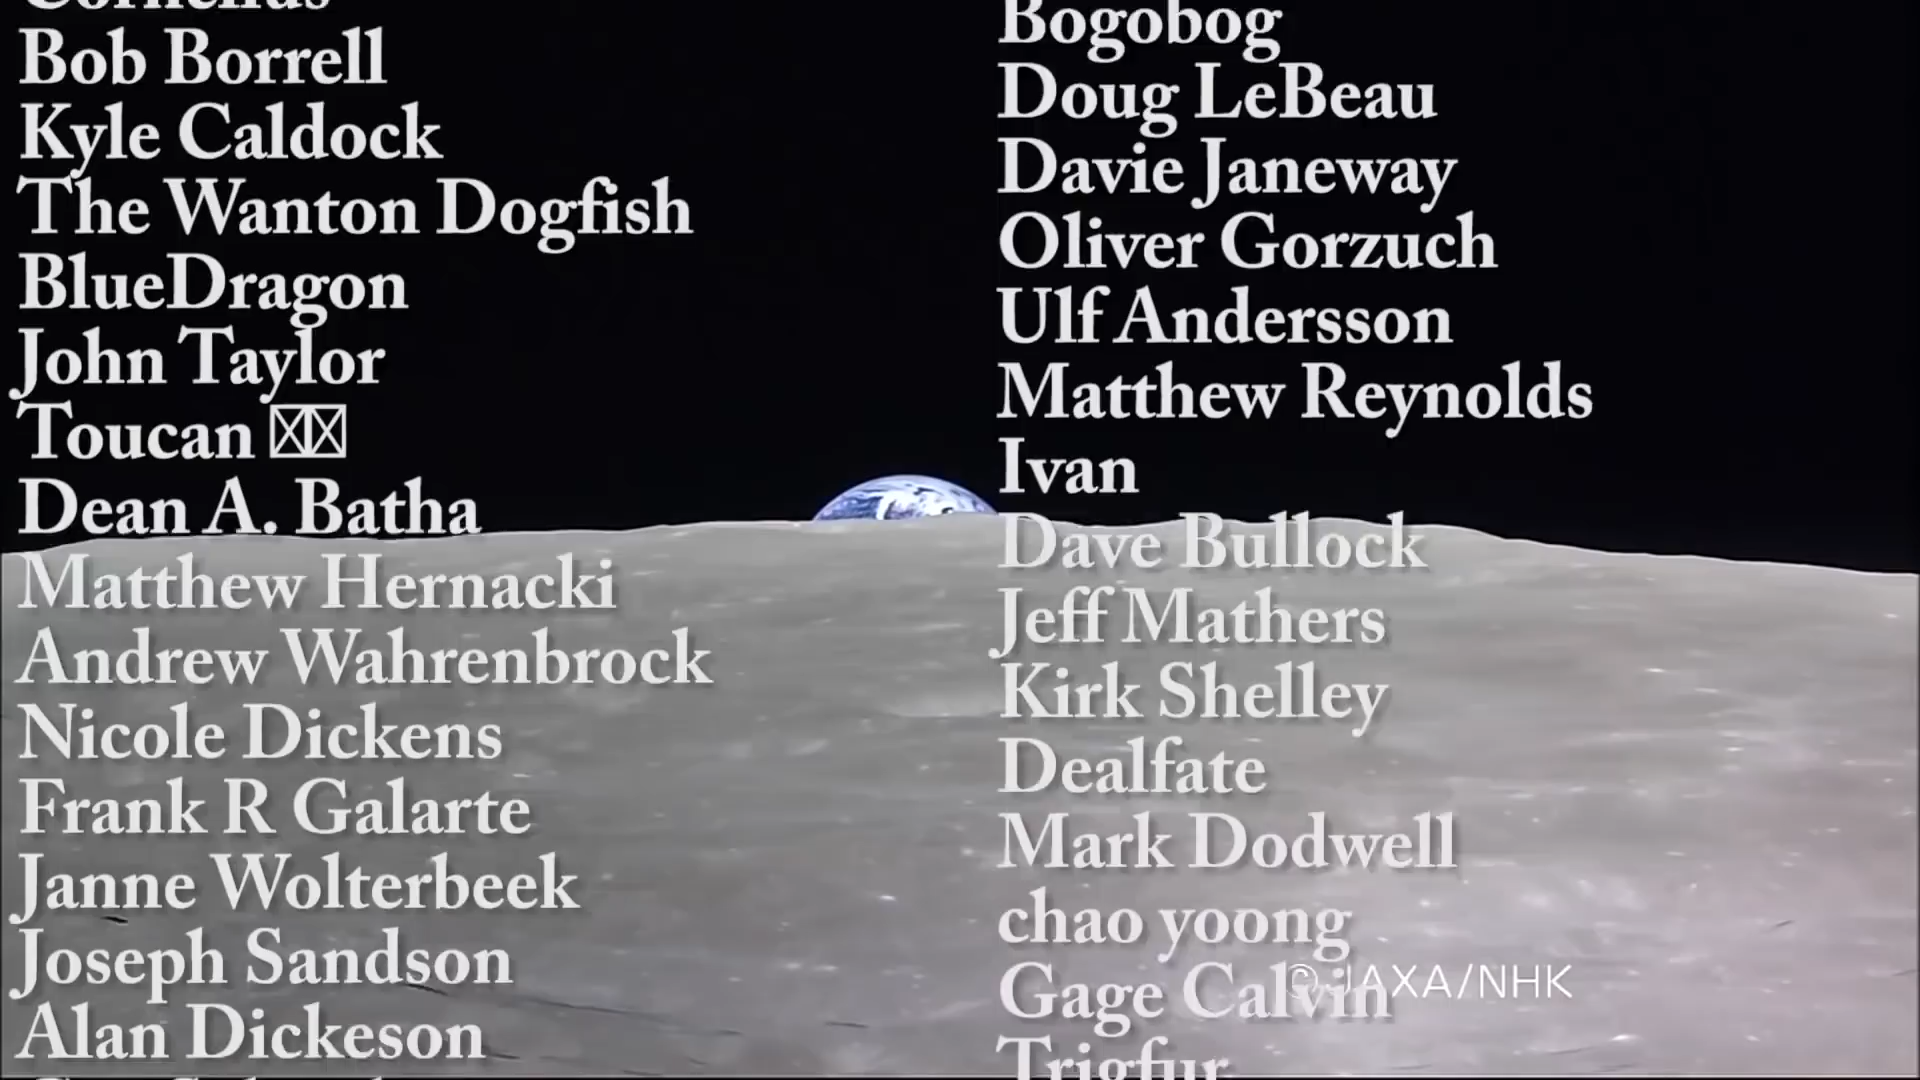 Cornelius
Bob Borrell
Kyle Caldock
The Wanton Dogfish
BlueDragon
John Taylor
Toucan
Dean A. Batha
Matthew Hernacki
Andrew Wahrenbrock
Nicole Dickens
Frank R Galarte
Janne Wolterbeek
Joseph Sandson
Alan Dickeson
Bogobog
Doug LeBeau
Davie Janeway
Oliver Gorzuch
Ulf Andersson
Matthew Reynolds
Ivan
Dave Bullock
Jeff Mathers
Kirk Shelley
Dealfate
Mark Dodwell
chao yoong
Gage Calvin
© JAXA/NHK
Trigfur